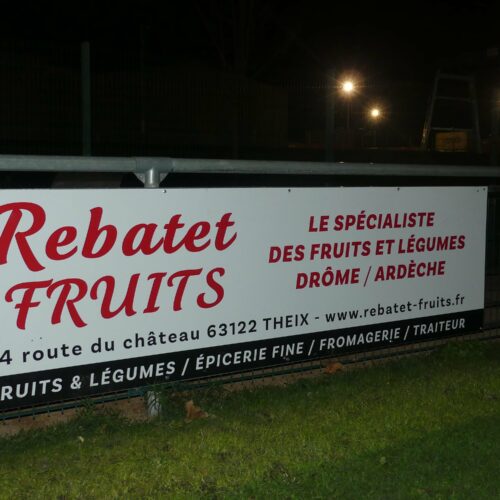 Rebatet
FRUITS
LE SPÉCIALISTE
DES FRUITS ET LÉGUMES
DRÔME / ARDÈCHE
4 route du château 63122 THEIX - www.rebatet-fruits.fr
RUITS & LÉGUMES / ÉPICERIE FINE / FROMAGERIE / TRAITEUR